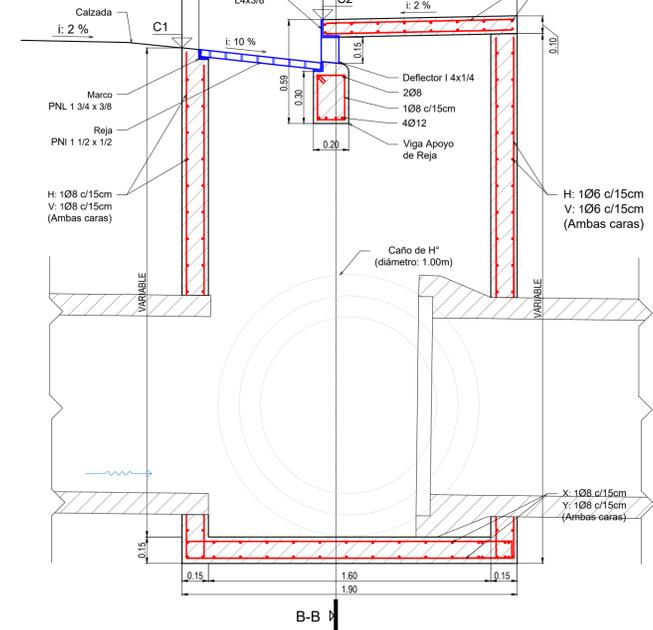 L4x3/8
C2
Calzada
C1
i: 2 %
i: 2 %
i: 10 %
0.15
0.10
0.59
0.30
Deflector I 4x1/4
2Ø8
1Ø8 c/15cm
4Ø12
Marco
PNL 1 3/4 x 3/8
Reja
PNI 1 1/2 x 1/2
0.20
Viga Apoyo
de Reja
H: 1Ø8 c/15cm
V: 1Ø8 c/15cm
(Ambas caras)
H: 1Ø6 c/15cm
V: 1Ø6 c/15cm
(Ambas caras)
Caño de H°
(diámetro: 1.00m)
VARIABLE
VARIABLE
X: 1Ø8 c/15cm
Y: 1Ø8 c/15cm
(Ambas caras)
0.15
0.15
1.60
0.15
1.90
B-B